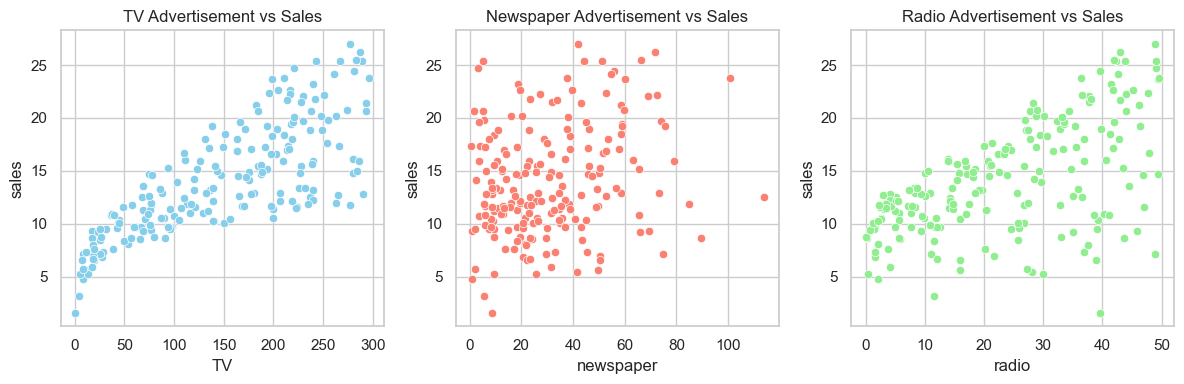 TV Advertisement vs Sales
25
20
15
10
5
sales
0 50 100 150 200 250 300
TV
Newspaper Advertisement vs Sales
25
20
15
10
5
sales
0 20 40 60 80 100
newspaper
Radio Advertisement vs Sales
25
20
15
10
5
sales
0 10 20 30 40 50
radio